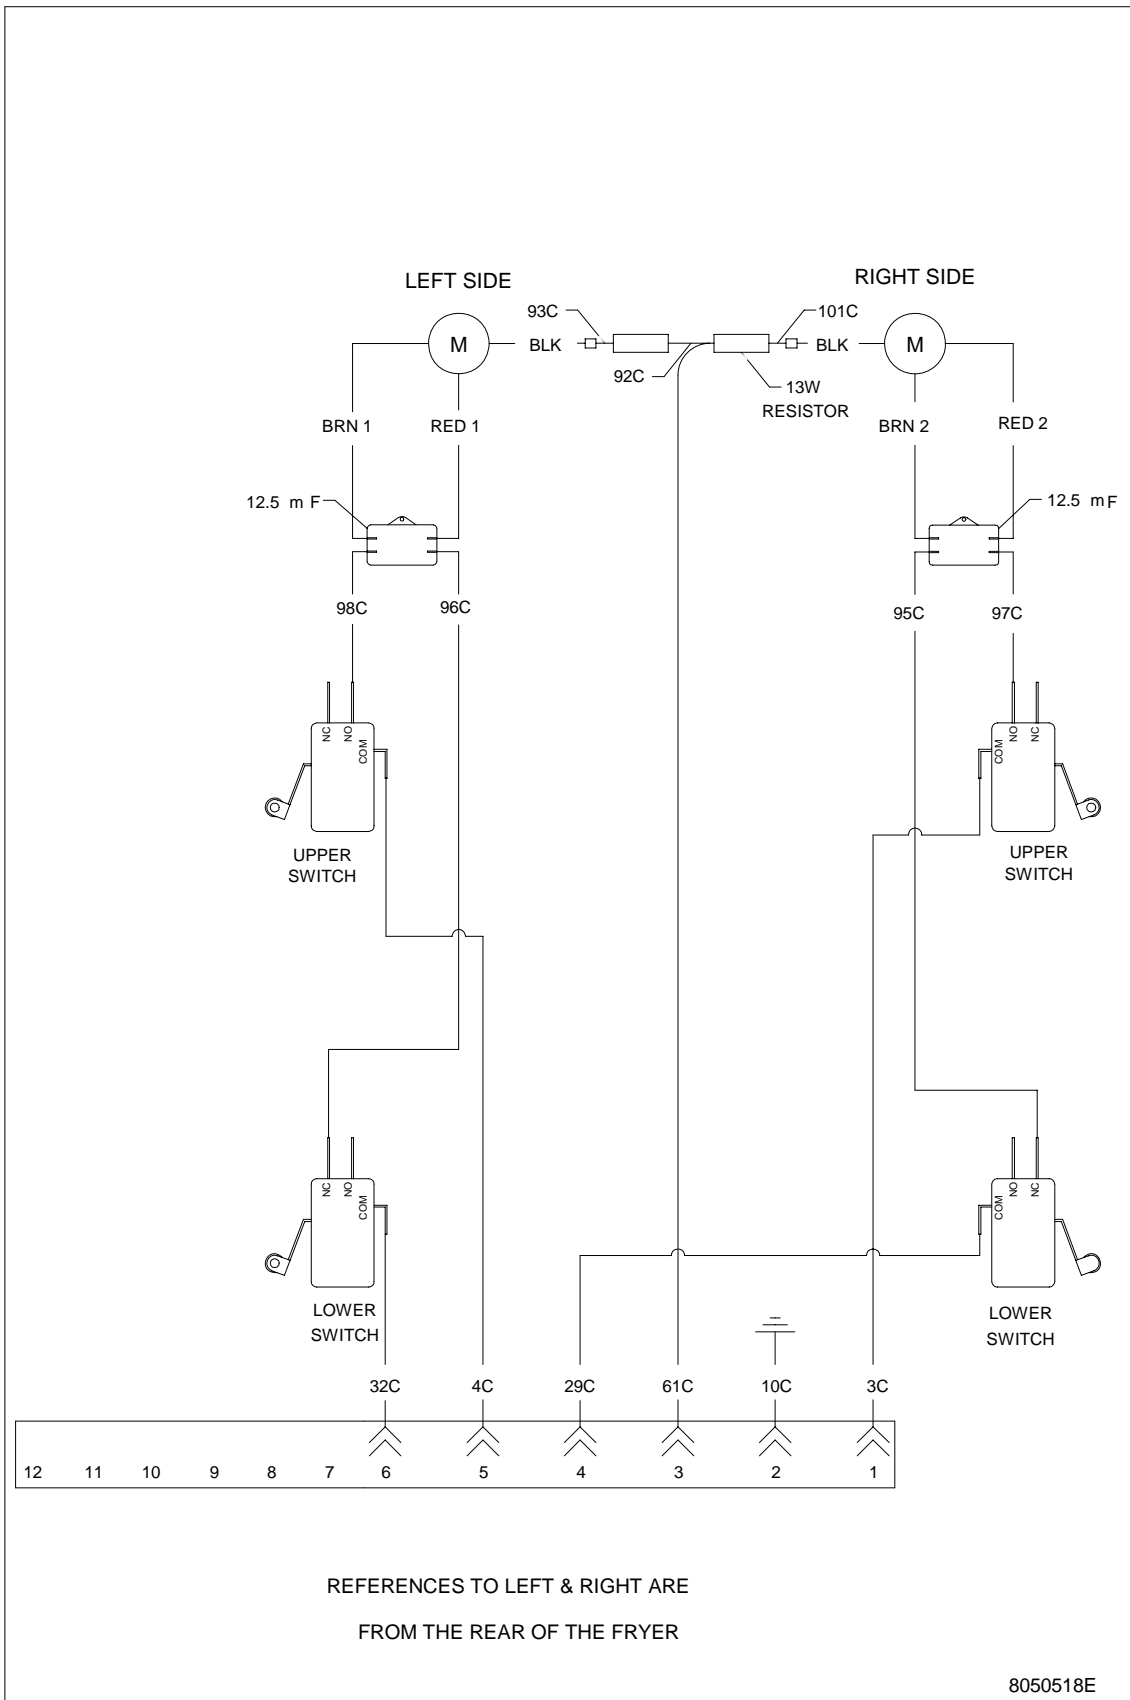 LEFT SIDE
RIGHT SIDE
93C
101C
M
BLK
BLK
M
92C
13W
RESISTOR
BRN 1
RED 1
BRN 2
RED 2
12.5 m F
12.5 m F
98C
96C
95C
97C
NC
NO
COM
COM
NO
NC
UPPER
SWITCH
UPPER
SWITCH
NC
NO
COM
COM
NO
NC
LOWER
SWITCH
LOWER
SWITCH
32C
4C
29C
61C
10C
3C
12 11 10 9 8 7 6 5 4 3 2 1
REFERENCES TO LEFT & RIGHT ARE
FROM THE REAR OF THE FRYER
8050518E